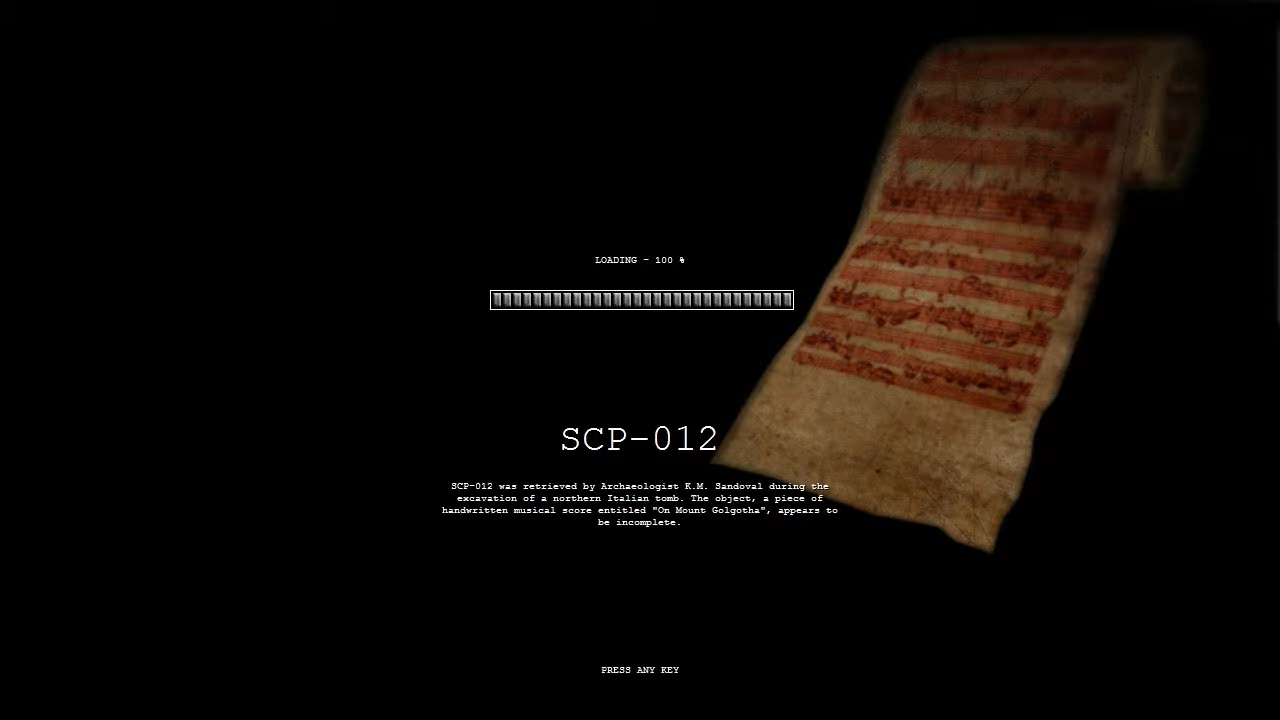 LOADING - 100 %
SCP-012
SCP-012 was retrieved by Archaeologist K.M. Sandoval during the
excavation of a northern Italian tomb. The object, a piece of
handwritten musical score entitled "On Mount Golgotha", appears to
be incomplete.
PRESS ANY KEY